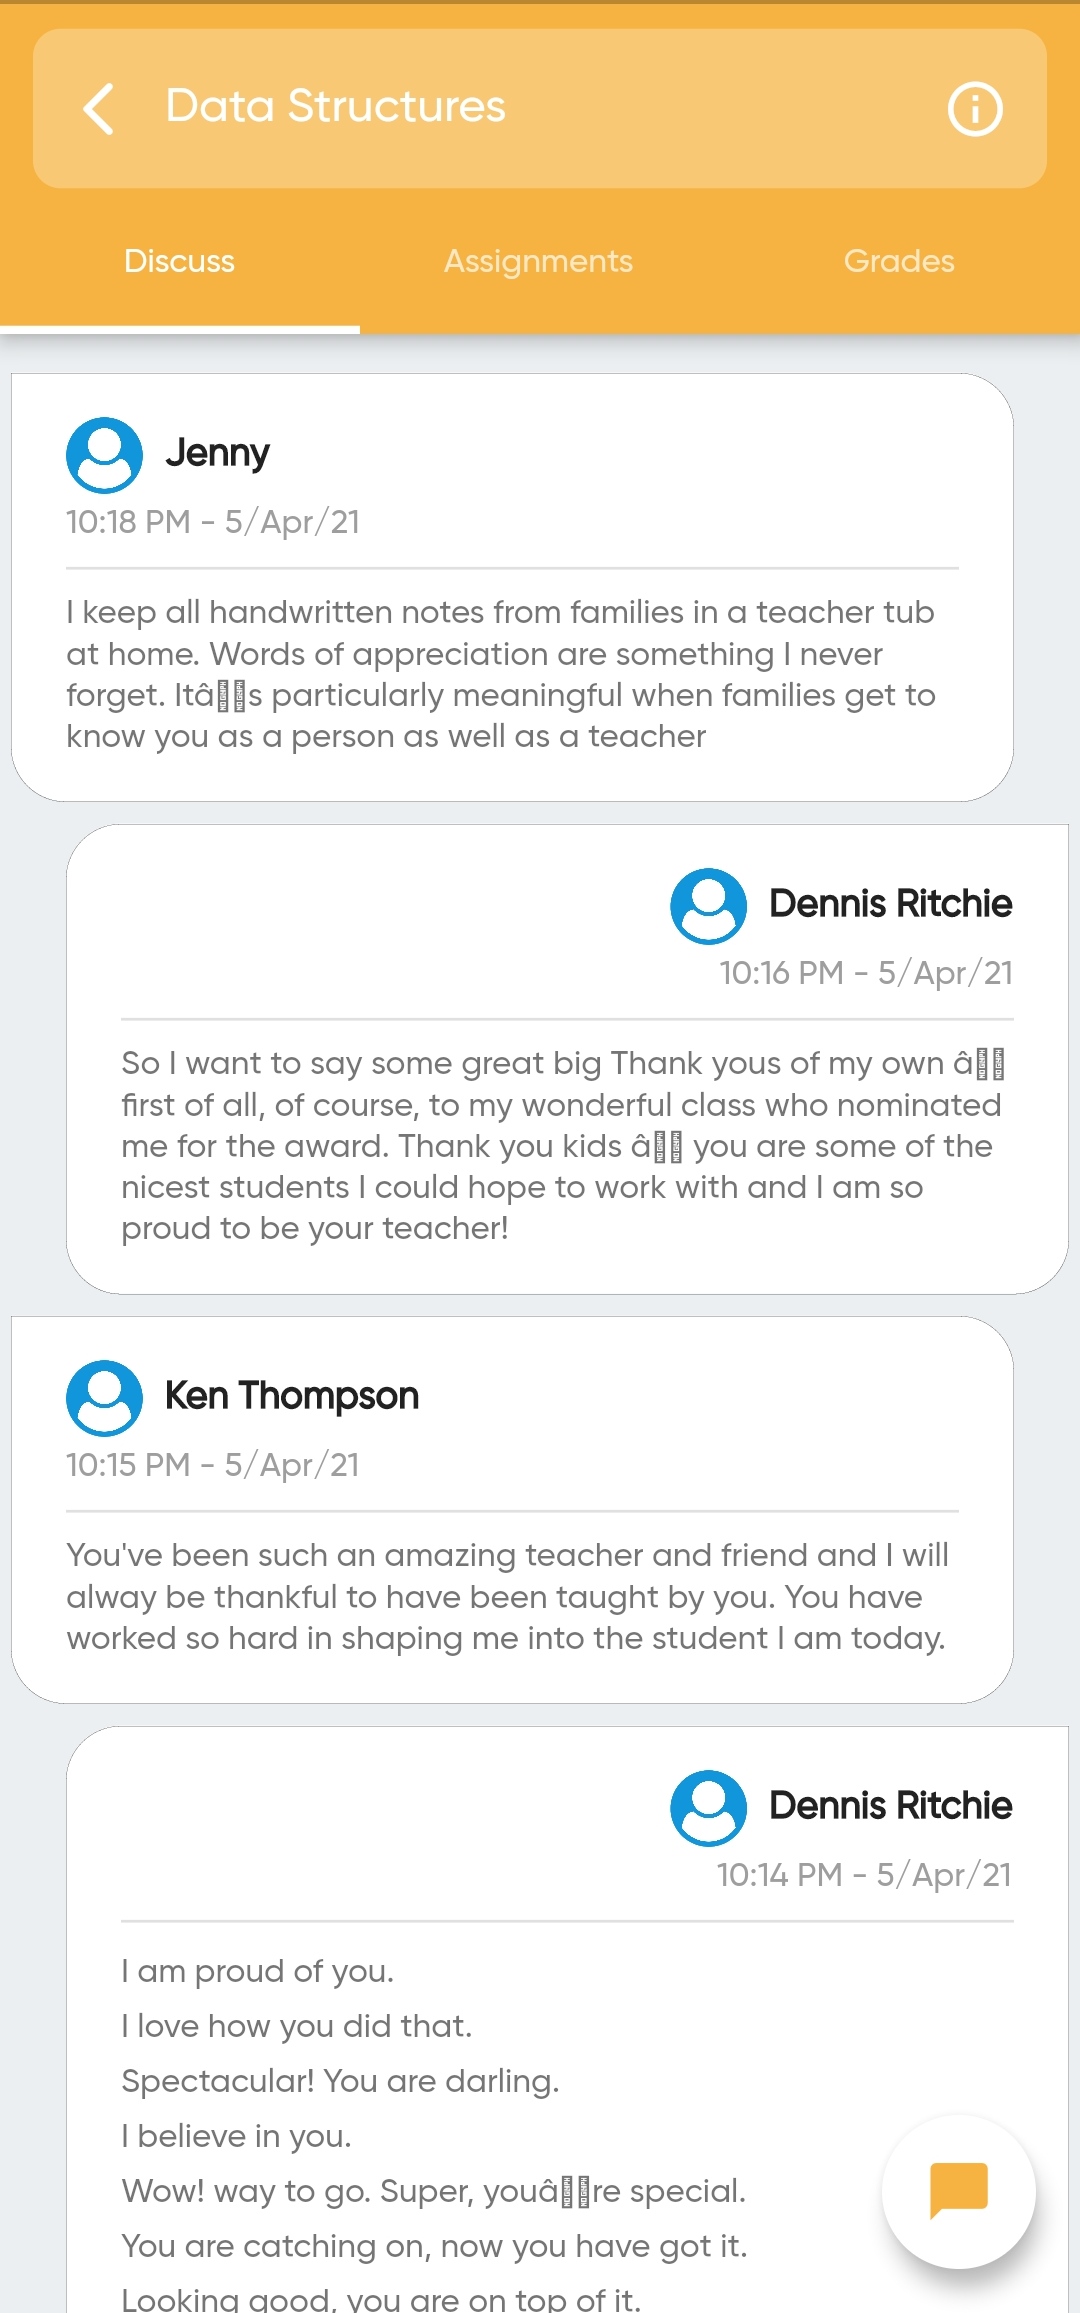 Data Structures
Discuss
Assignments
Grades
Jenny
10:18 PM - 5/Apr/21
I keep all handwritten notes from families in a teacher tub
at home. Words of appreciation are something I never
forget. Itâs particularly meaningful when families get to
know you as a person as well as a teacher
Dennis Ritchie
10:16 PM - 5/Apr/21
So I want to say some great big Thank yous of my own â
first of all, of course, to my wonderful class who nominated
me for the award. Thank you kids â you are some of the
nicest students I could hope to work with and I am so
proud to be your teacher!
Ken Thompson
10:15 PM - 5/Apr/21
You've been such an amazing teacher and friend and I will
alway be thankful to have been taught by you. You have
worked so hard in shaping me into the student I am today.
Dennis Ritchie
10:14 PM - 5/Apr/21
I am proud of you.
I love how you did that.
Spectacular! You are darling.
I believe in you.
Wow! way to go. Super, youâre special.
You are catching on, now you have got it.
Looking good, you are on top of it.